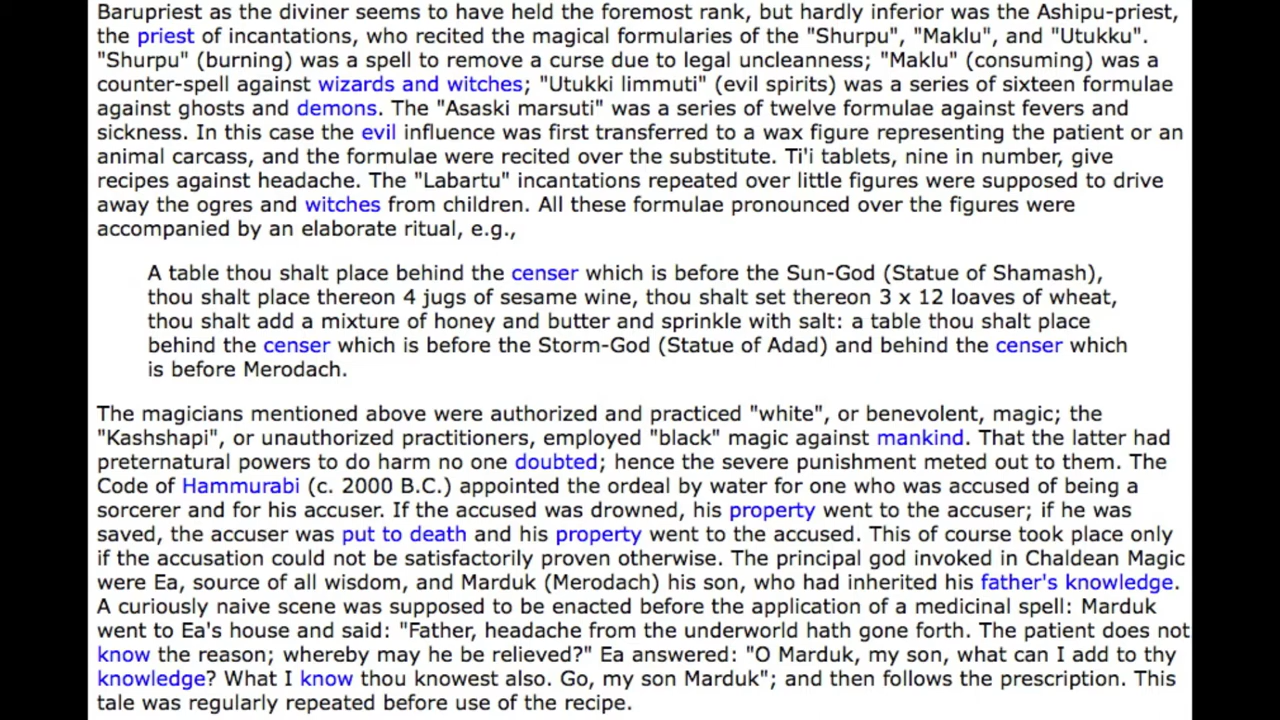 Barupriest as the diviner seems to have held the foremost rank, but hardly inferior was the Ashipu-priest,
the priest of incantations, who recited the magical formularies of the "Shurpu", "Maklu", and "Utukku".
"Shurpu" (burning) was a spell to remove a curse due to legal uncleanness; "Maklu" (consuming) was a
counter-spell against wizards and witches; "Utukki limmuti" (evil spirits) was a series of sixteen formulae
against ghosts and demons. The "Asaski marsuti" was a series of twelve formulae against fevers and
sickness. In this case the evil influence was first transferred to a wax figure representing the patient or an
animal carcass, and the formulae were recited over the substitute. Ti'i tablets, nine in number, give
recipes against headache. The "Labartu" incantations repeated over little figures were supposed to drive
away the ogres and witches from children. All these formulae pronounced over the figures were
accompanied by an elaborate ritual, e.g.,
A table thou shalt place behind the censer which is before the Sun-God (Statue of Shamash),
thou shalt place thereon 4 jugs of sesame wine, thou shalt set thereon 3 x 12 loaves of wheat,
thou shalt add a mixture of honey and butter and sprinkle with salt: a table thou shalt place
behind the censer which is before the Storm-God (Statue of Adad) and behind the censer which
is before Merodach.
The magicians mentioned above were authorized and practiced "white", or benevolent, magic; the
"Kashshapi", or unauthorized practitioners, employed "black" magic against mankind. That the latter had
preternatural powers to do harm no one doubted; hence the severe punishment meted out to them. The
Code of Hammurabi (c. 2000 B.C.) appointed the ordeal by water for one who was accused of being a
sorcerer and for his accuser. If the accused was drowned, his property went to the accuser; if he was
saved, the accuser was put to death and his property went to the accused. This of course took place only
if the accusation could not be satisfactorily proven otherwise. The principal god invoked in Chaldean Magic
were Ea, source of all wisdom, and Marduk (Merodach) his son, who had inherited his father's knowledge.
A curiously naive scene was supposed to be enacted before the application of a medicinal spell: Marduk
went to Ea's house and said: "Father, headache from the underworld hath gone forth. The patient does not
know the reason; whereby may he be relieved?" Ea answered: "O Marduk, my son, what can I add to thy
knowledge? What I know thou knowest also. Go, my son Marduk"; and then follows the prescription. This
tale was regularly repeated before use of the recipe.